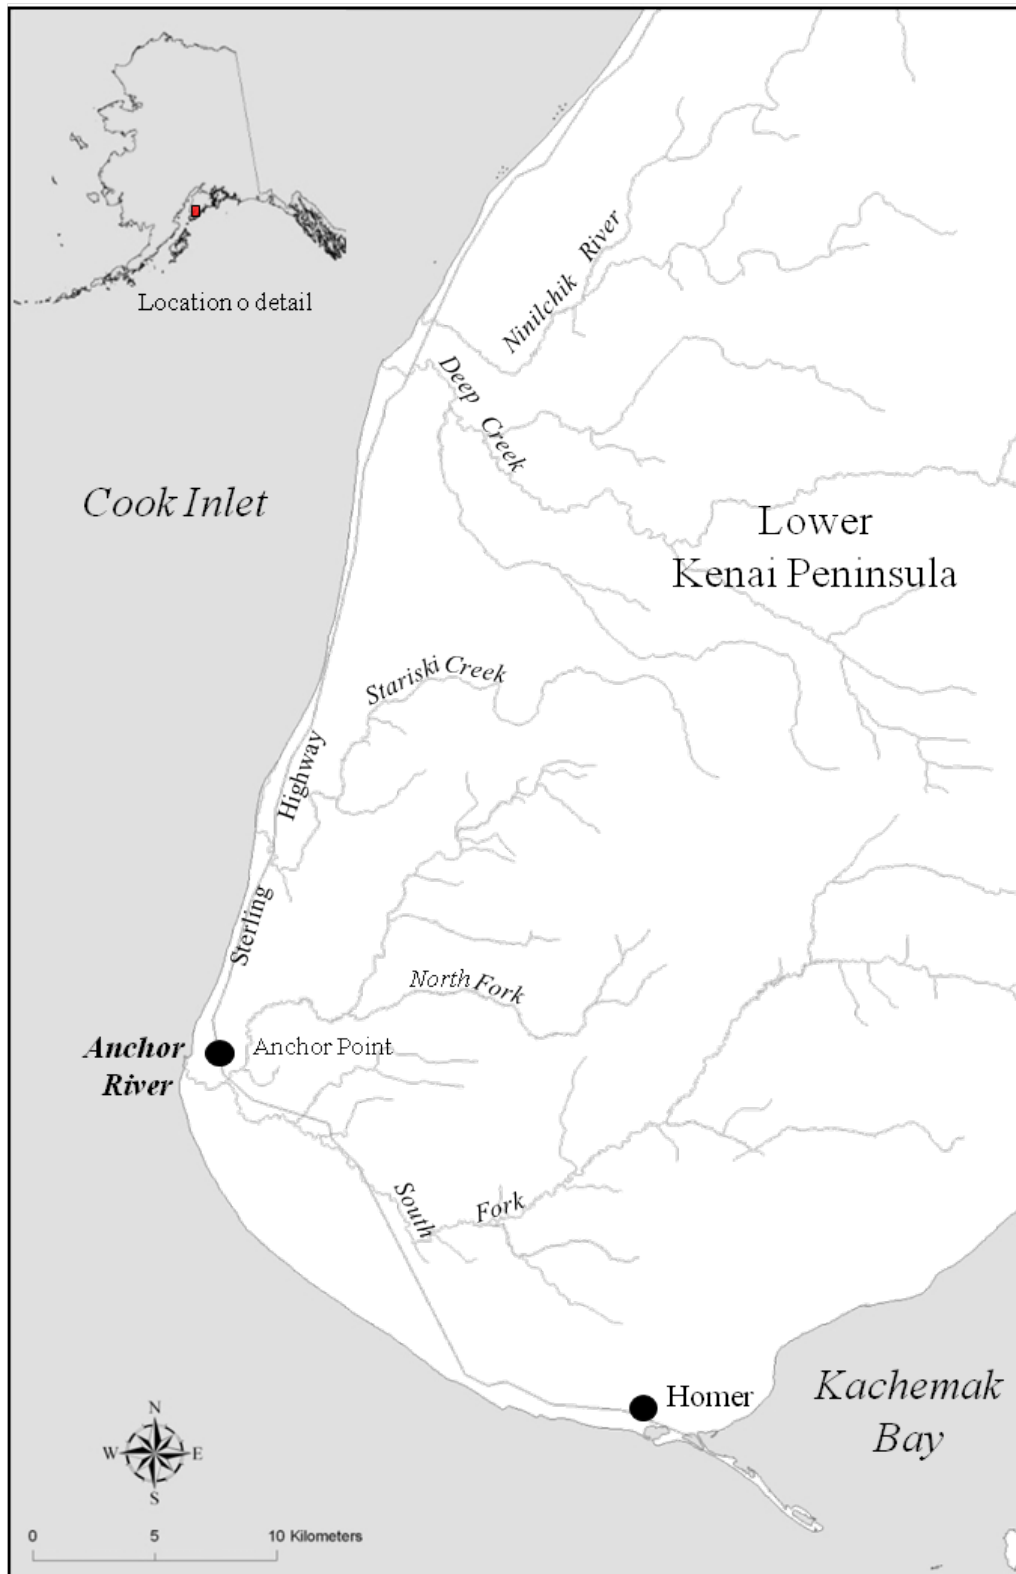 Location o detail
Ninilchik River
Deep Creek
Cook Inlet
Lower
Kenai Peninsula
Stariski Creek
Highway
Sterling
North Fork
Anchor
River
Anchor Point
South Fork
Homer
Kachemak
Bay
N
W E
S
0 5 10 Kilometers